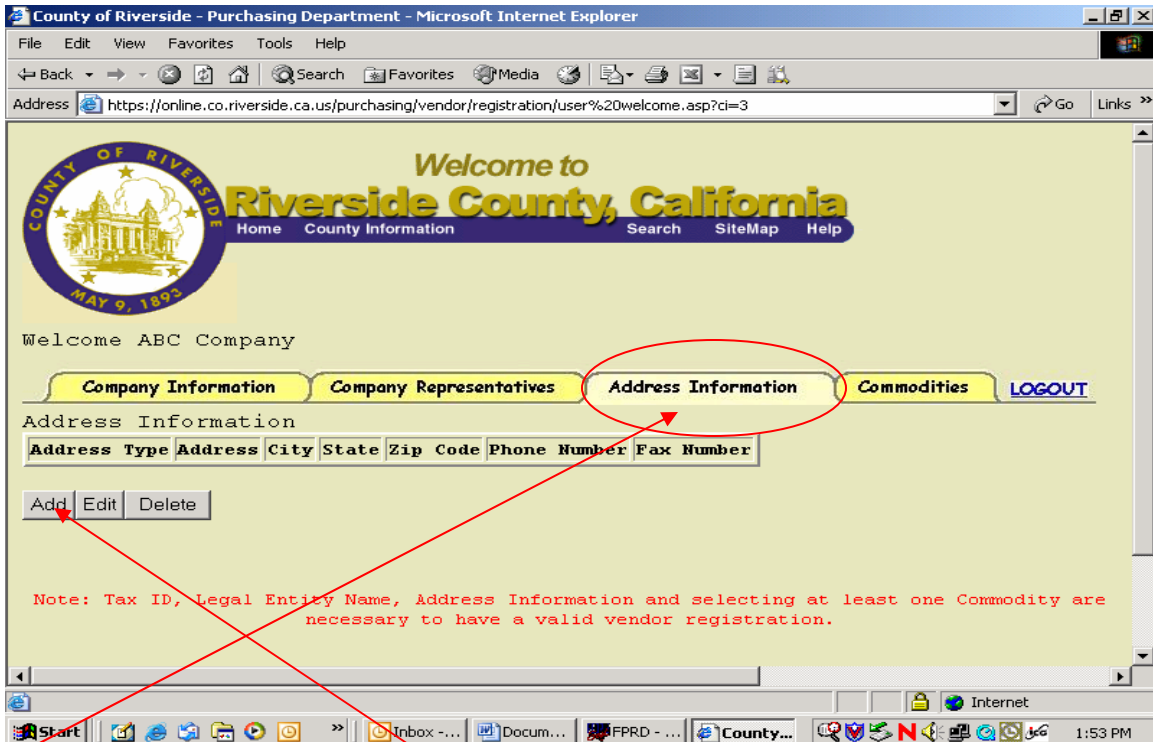 County of Riverside - Purchasing Department - Microsoft Internet Explorer
File Edit View Favorites Tools Help
Back Search Favorites Media
Address https://online.co.riverside.ca.us/purchasing/vendor/registration/user%20welcome.asp?ci=3 Go Links »
COUNTY OF RIVERSIDE
MAY 9, 1893
Welcome to
Riverside County, California
Home County Information Search SiteMap Help
Welcome ABC Company
Company Information Company Representatives Address Information Commodities LOGOUT
Address Information
Address Type Address City State Zip Code Phone Number Fax Number
Add Edit Delete
Note: Tax ID, Legal Entity Name, Address Information and selecting at least one Commodity are
necessary to have a valid vendor registration.
Internet
Start » Inbox -... Docum... FPRD - ... County... 1:53 PM